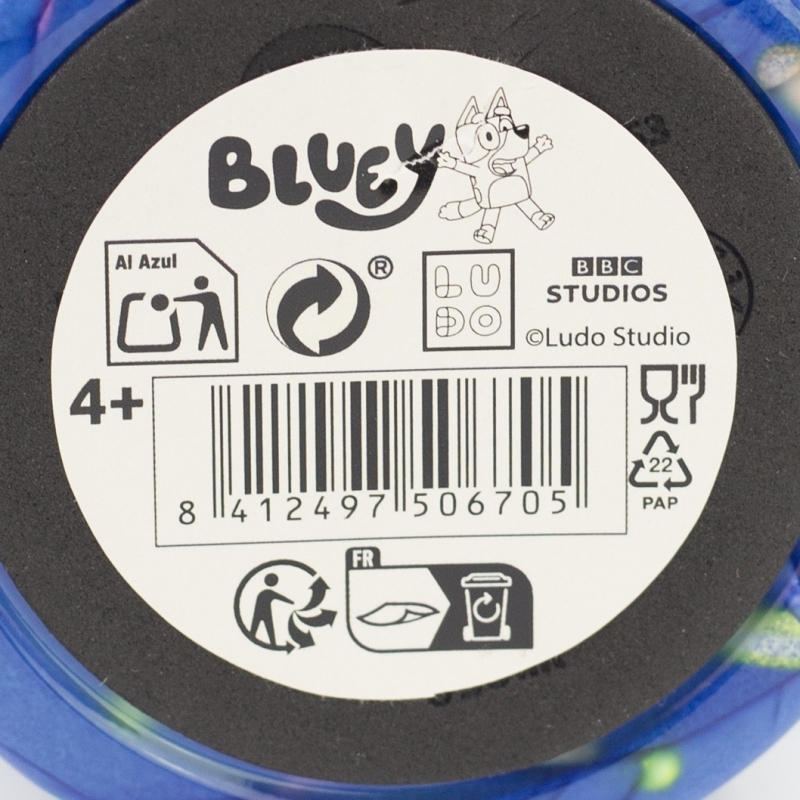 BLUEY
Al Azul
®
LU
DO
BBC
STUDIOS
©Ludo Studio
4+
8 412497 506705
22
PAP
FR